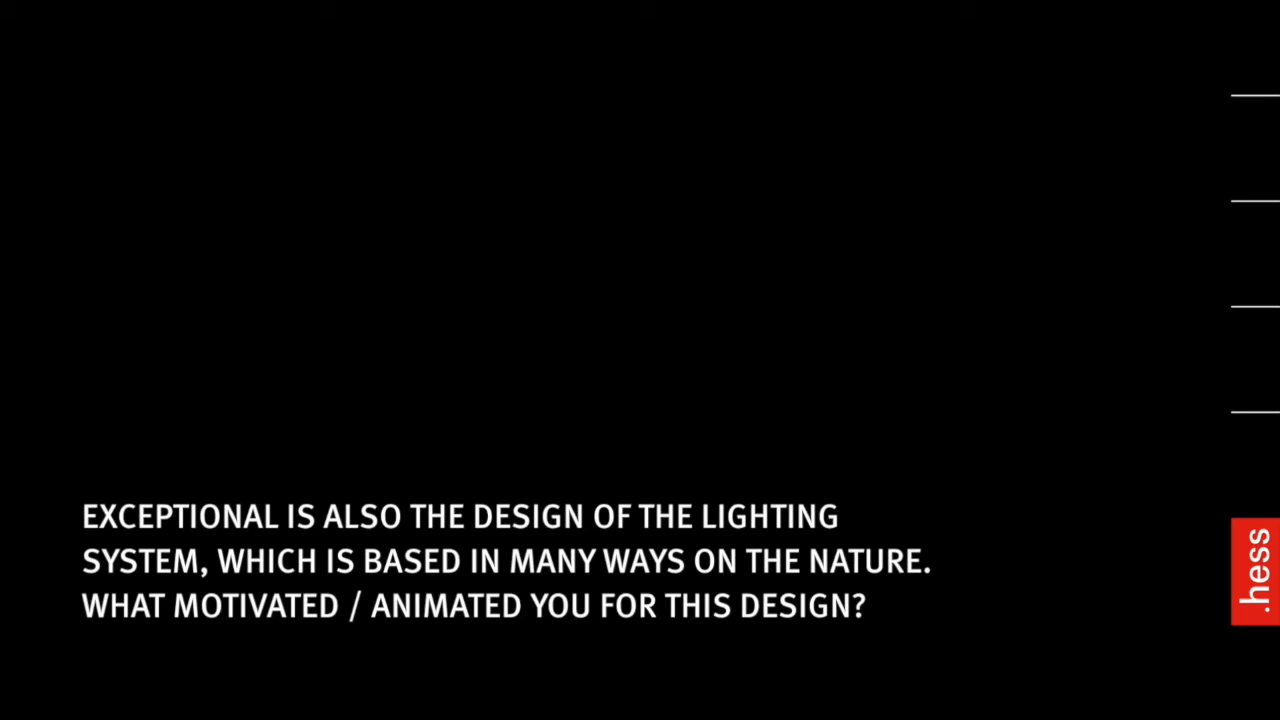 EXCEPTIONAL IS ALSO THE DESIGN OF THE LIGHTING
SYSTEM, WHICH IS BASED IN MANY WAYS ON THE NATURE.
WHAT MOTIVATED / ANIMATED YOU FOR THIS DESIGN?
.hess